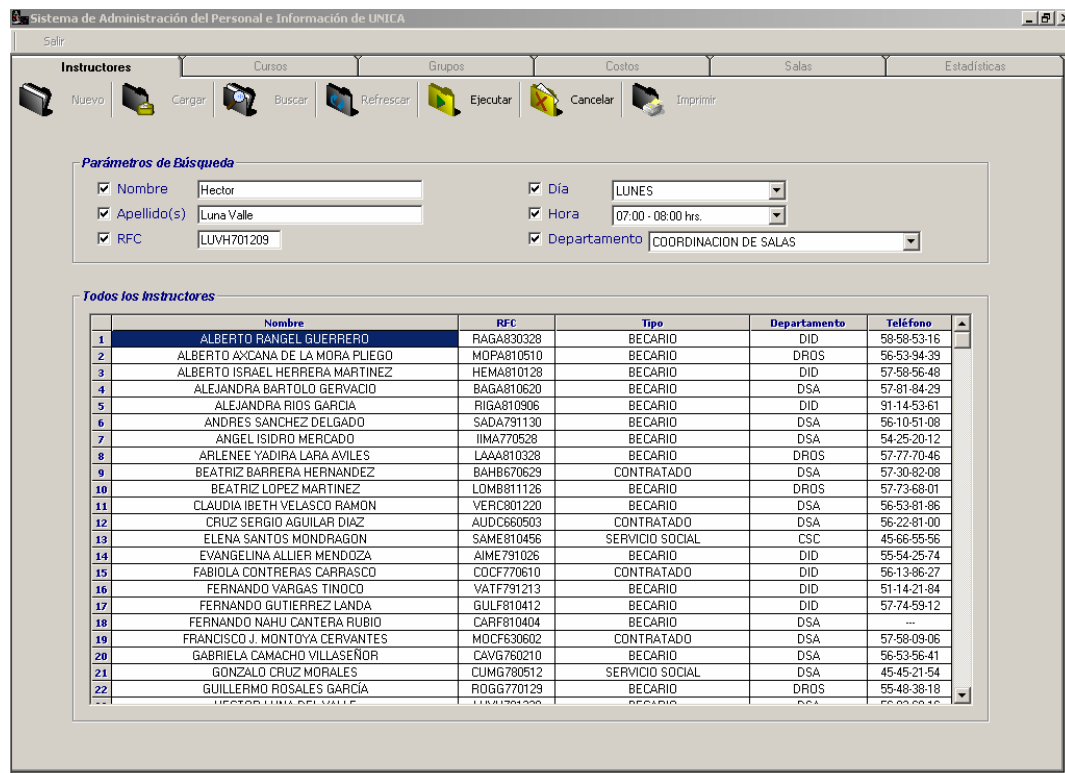 Sistema de Administración del Personal e Información de UNICA
Salir
Instructores Cursos Grupos Costos Salas Estadísticas
Nuevo Cargar Buscar Refrescar Ejecutar Cancelar Imprimir
Parámetros de Búsqueda
Nombre Hector Día LUNES
Apellido(s) Luna Valle Hora 07:00 - 08:00 hrs.
RFC LUVH701209 Departamento COORDINACION DE SALAS
Todos los Instructores
Nombre RFC Tipo Departamento Teléfono
1 ALBERTO RANGEL GUERRERO RAGA830328 BECARIO DID 58-58-53-16
2 ALBERTO AXCANA DE LA MORA PLIEGO MOPA810510 BECARIO DROS 56-53-94-39
3 ALBERTO ISRAEL HERRERA MARTINEZ HEMA810128 BECARIO DID 57-58-56-48
4 ALEJANDRA BARTOLO GERVACIO BAGA810620 BECARIO DSA 57-81-84-29
5 ALEJANDRA RIOS GARCIA RIGA810906 BECARIO DID 91-14-53-61
6 ANDRES SANCHEZ DELGADO SADA791130 BECARIO DSA 56-10-51-08
7 ANGEL ISIDRO MERCADO IIMA770528 BECARIO DSA 54-25-20-12
8 ARLENEE YADIRA LARA AVILES LAAA810328 BECARIO DROS 57-77-70-46
9 BEATRIZ BARRERA HERNANDEZ BAHB670629 CONTRATADO DSA 57-30-82-08
10 BEATRIZ LOPEZ MARTINEZ LOMB811126 BECARIO DROS 57-73-68-01
11 CLAUDIA IBETH VELASCO RAMON VERC801220 BECARIO DSA 56-53-81-86
12 CRUZ SERGIO AGUILAR DIAZ AUDC660503 CONTRATADO DSA 56-22-81-00
13 ELENA SANTOS MONDRAGON SAME810456 SERVICIO SOCIAL CSC 45-66-55-56
14 EVANGELINA ALLIER MENDOZA AIME791026 BECARIO DID 55-54-25-74
15 FABIOLA CONTRERAS CARRASCO COCF770610 CONTRATADO DID 56-13-86-27
16 FERNANDO VARGAS TINOCO VATF791213 BECARIO DID 51-14-21-84
17 FERNANDO GUTIERREZ LANDA GULF810412 BECARIO DID 57-74-59-12
18 FERNANDO NAHU CANTERA RUBIO CARF810404 BECARIO DSA ---
19 FRANCISCO J. MONTOYA CERVANTES MOCF630602 CONTRATADO DSA 57-58-09-06
20 GABRIELA CAMACHO VILLASEÑOR CAVG760210 BECARIO DSA 56-53-56-41
21 GONZALO CRUZ MORALES CUMG780512 SERVICIO SOCIAL DSA 45-45-21-54
22 GUILLERMO ROSALES GARCÍA ROGG770129 BECARIO DROS 55-48-38-18
HECTOR LUNA DEL VALLE BECARIO DSA